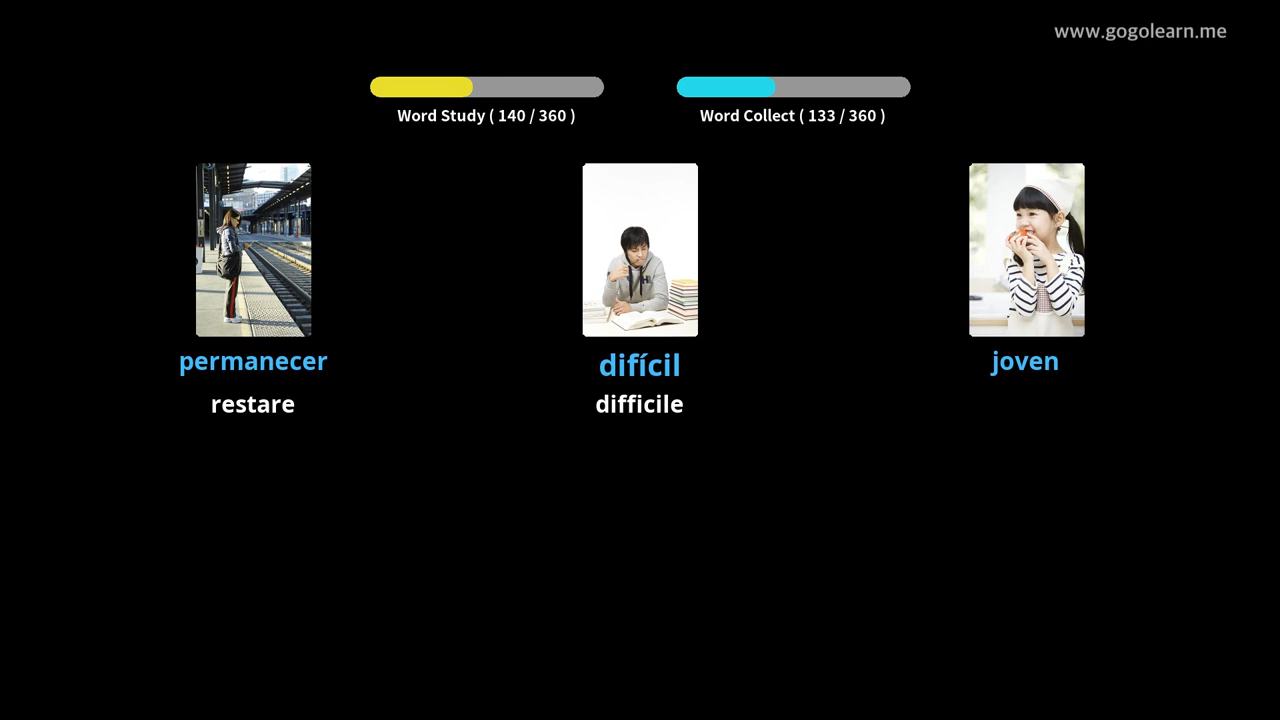 www.gogolearn.me
Word Study ( 140 / 360 )
Word Collect ( 133 / 360 )
permanecer
difícil
joven
restare
difficile